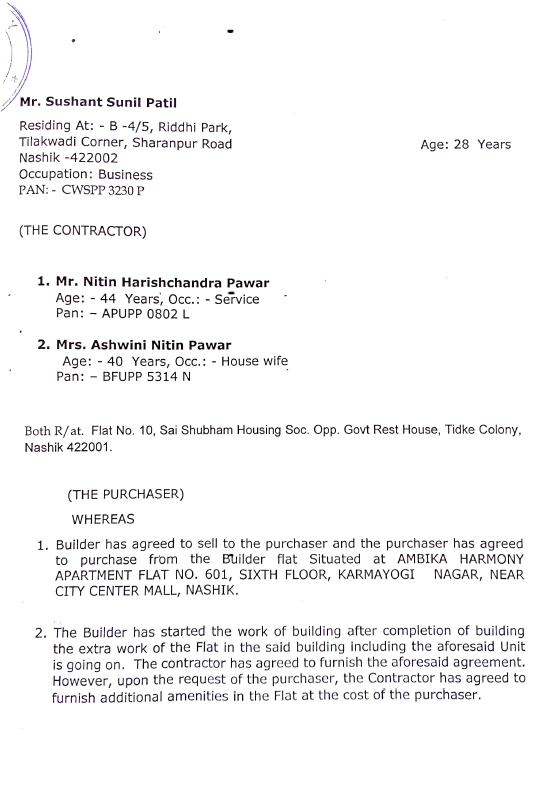 Mr. Sushant Sunil Patil
Residing At: - B -4/5, Riddhi Park,
Tilakwadi Corner, Sharanpur Road Age: 28 Years
Nashik -422002
Occupation: Business
PAN: - CWSPP 3230 P
(THE CONTRACTOR)
1. Mr. Nitin Harishchandra Pawar
Age: - 44 Years, Occ.: - Service
Pan: – APUPP 0802 L
2. Mrs. Ashwini Nitin Pawar
Age: - 40 Years, Occ.: - House wife
Pan: – BFUPP 5314 N
Both R/at. Flat No. 10, Sai Shubham Housing Soc. Opp. Govt Rest House, Tidke Colony,
Nashik 422001.
(THE PURCHASER)
WHEREAS
1. Builder has agreed to sell to the purchaser and the purchaser has agreed
to purchase from the Builder flat Situated at AMBIKA HARMONY
APARTMENT FLAT NO. 601, SIXTH FLOOR, KARMAYOGI NAGAR, NEAR
CITY CENTER MALL, NASHIK.
2. The Builder has started the work of building after completion of building
the extra work of the Flat in the said building including the aforesaid Unit
is going on. The contractor has agreed to furnish the aforesaid agreement.
However, upon the request of the purchaser, the Contractor has agreed to
furnish additional amenities in the Flat at the cost of the purchaser.